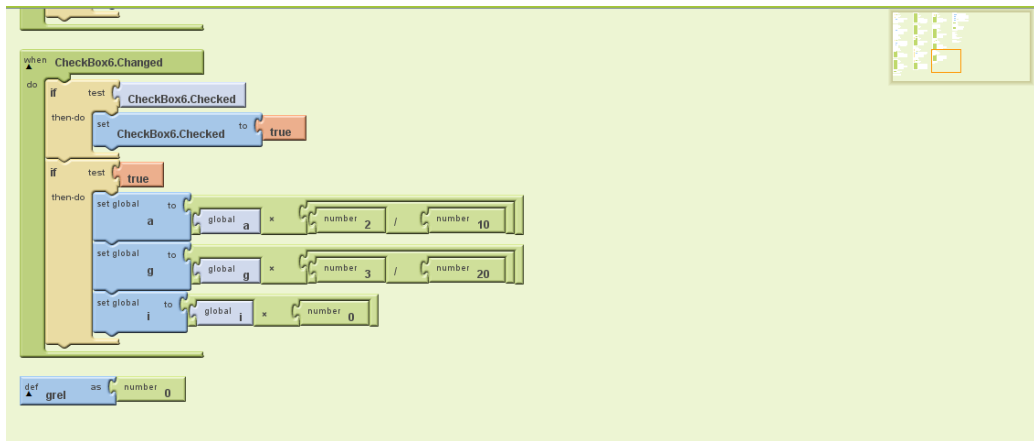 when CheckBox6.Changed
do if test CheckBox6.Checked
then-do set CheckBox6.Checked to true
if test true
then-do set global a to global a × number 2 / number 10
set global g to global g × number 3 / number 20
set global i to global i × number 0
def grel as number 0